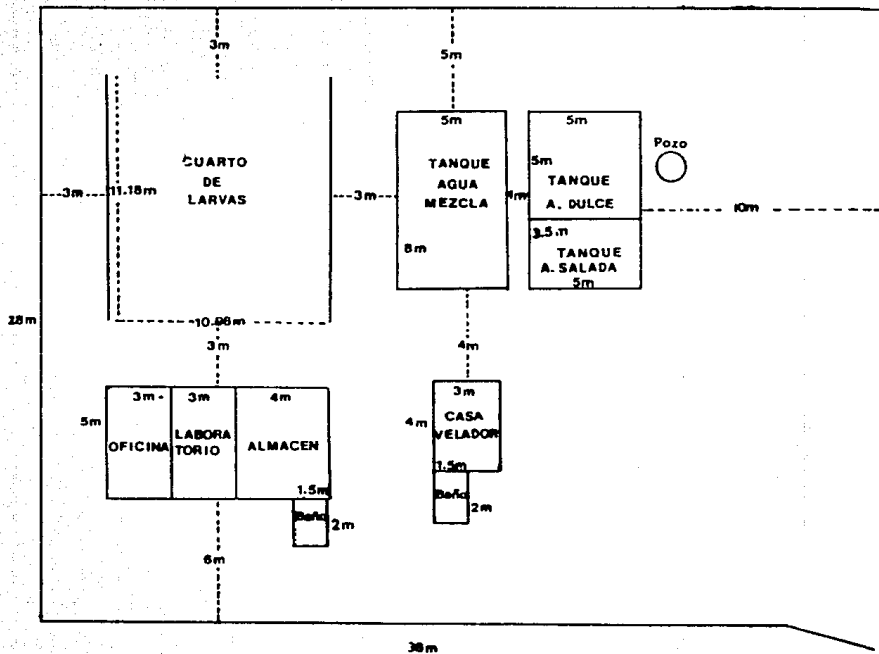 3m
5m
CUARTO
DE
LARVAS
3m
11.18m
10.98m
3m
5m
TANQUE
AGUA
MEZCLA
8m
3m
4m
5m
5m
TANQUE
A. DULCE
3.5m
TANQUE
A. SALADA
5m
Pozo
10m
28m
3m
3m
4m
5m
OFICINA
LABORA
TORIO
ALMACEN
1.5m
Baño
2m
6m
4m
3m
4m
CASA
VELADOR
1.5m
Baño
2m
38m